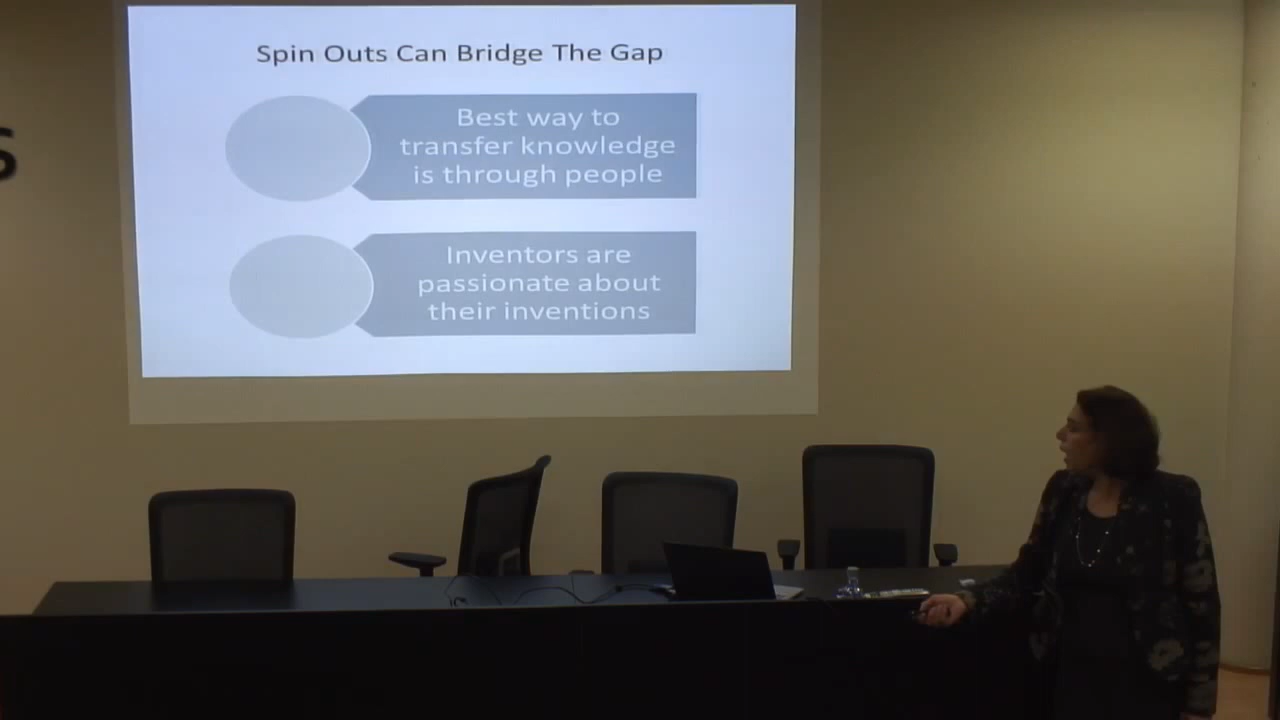 Spin Outs Can Bridge The Gap
Best way to
transfer knowledge
is through people
Inventors are
passionate about
their inventions